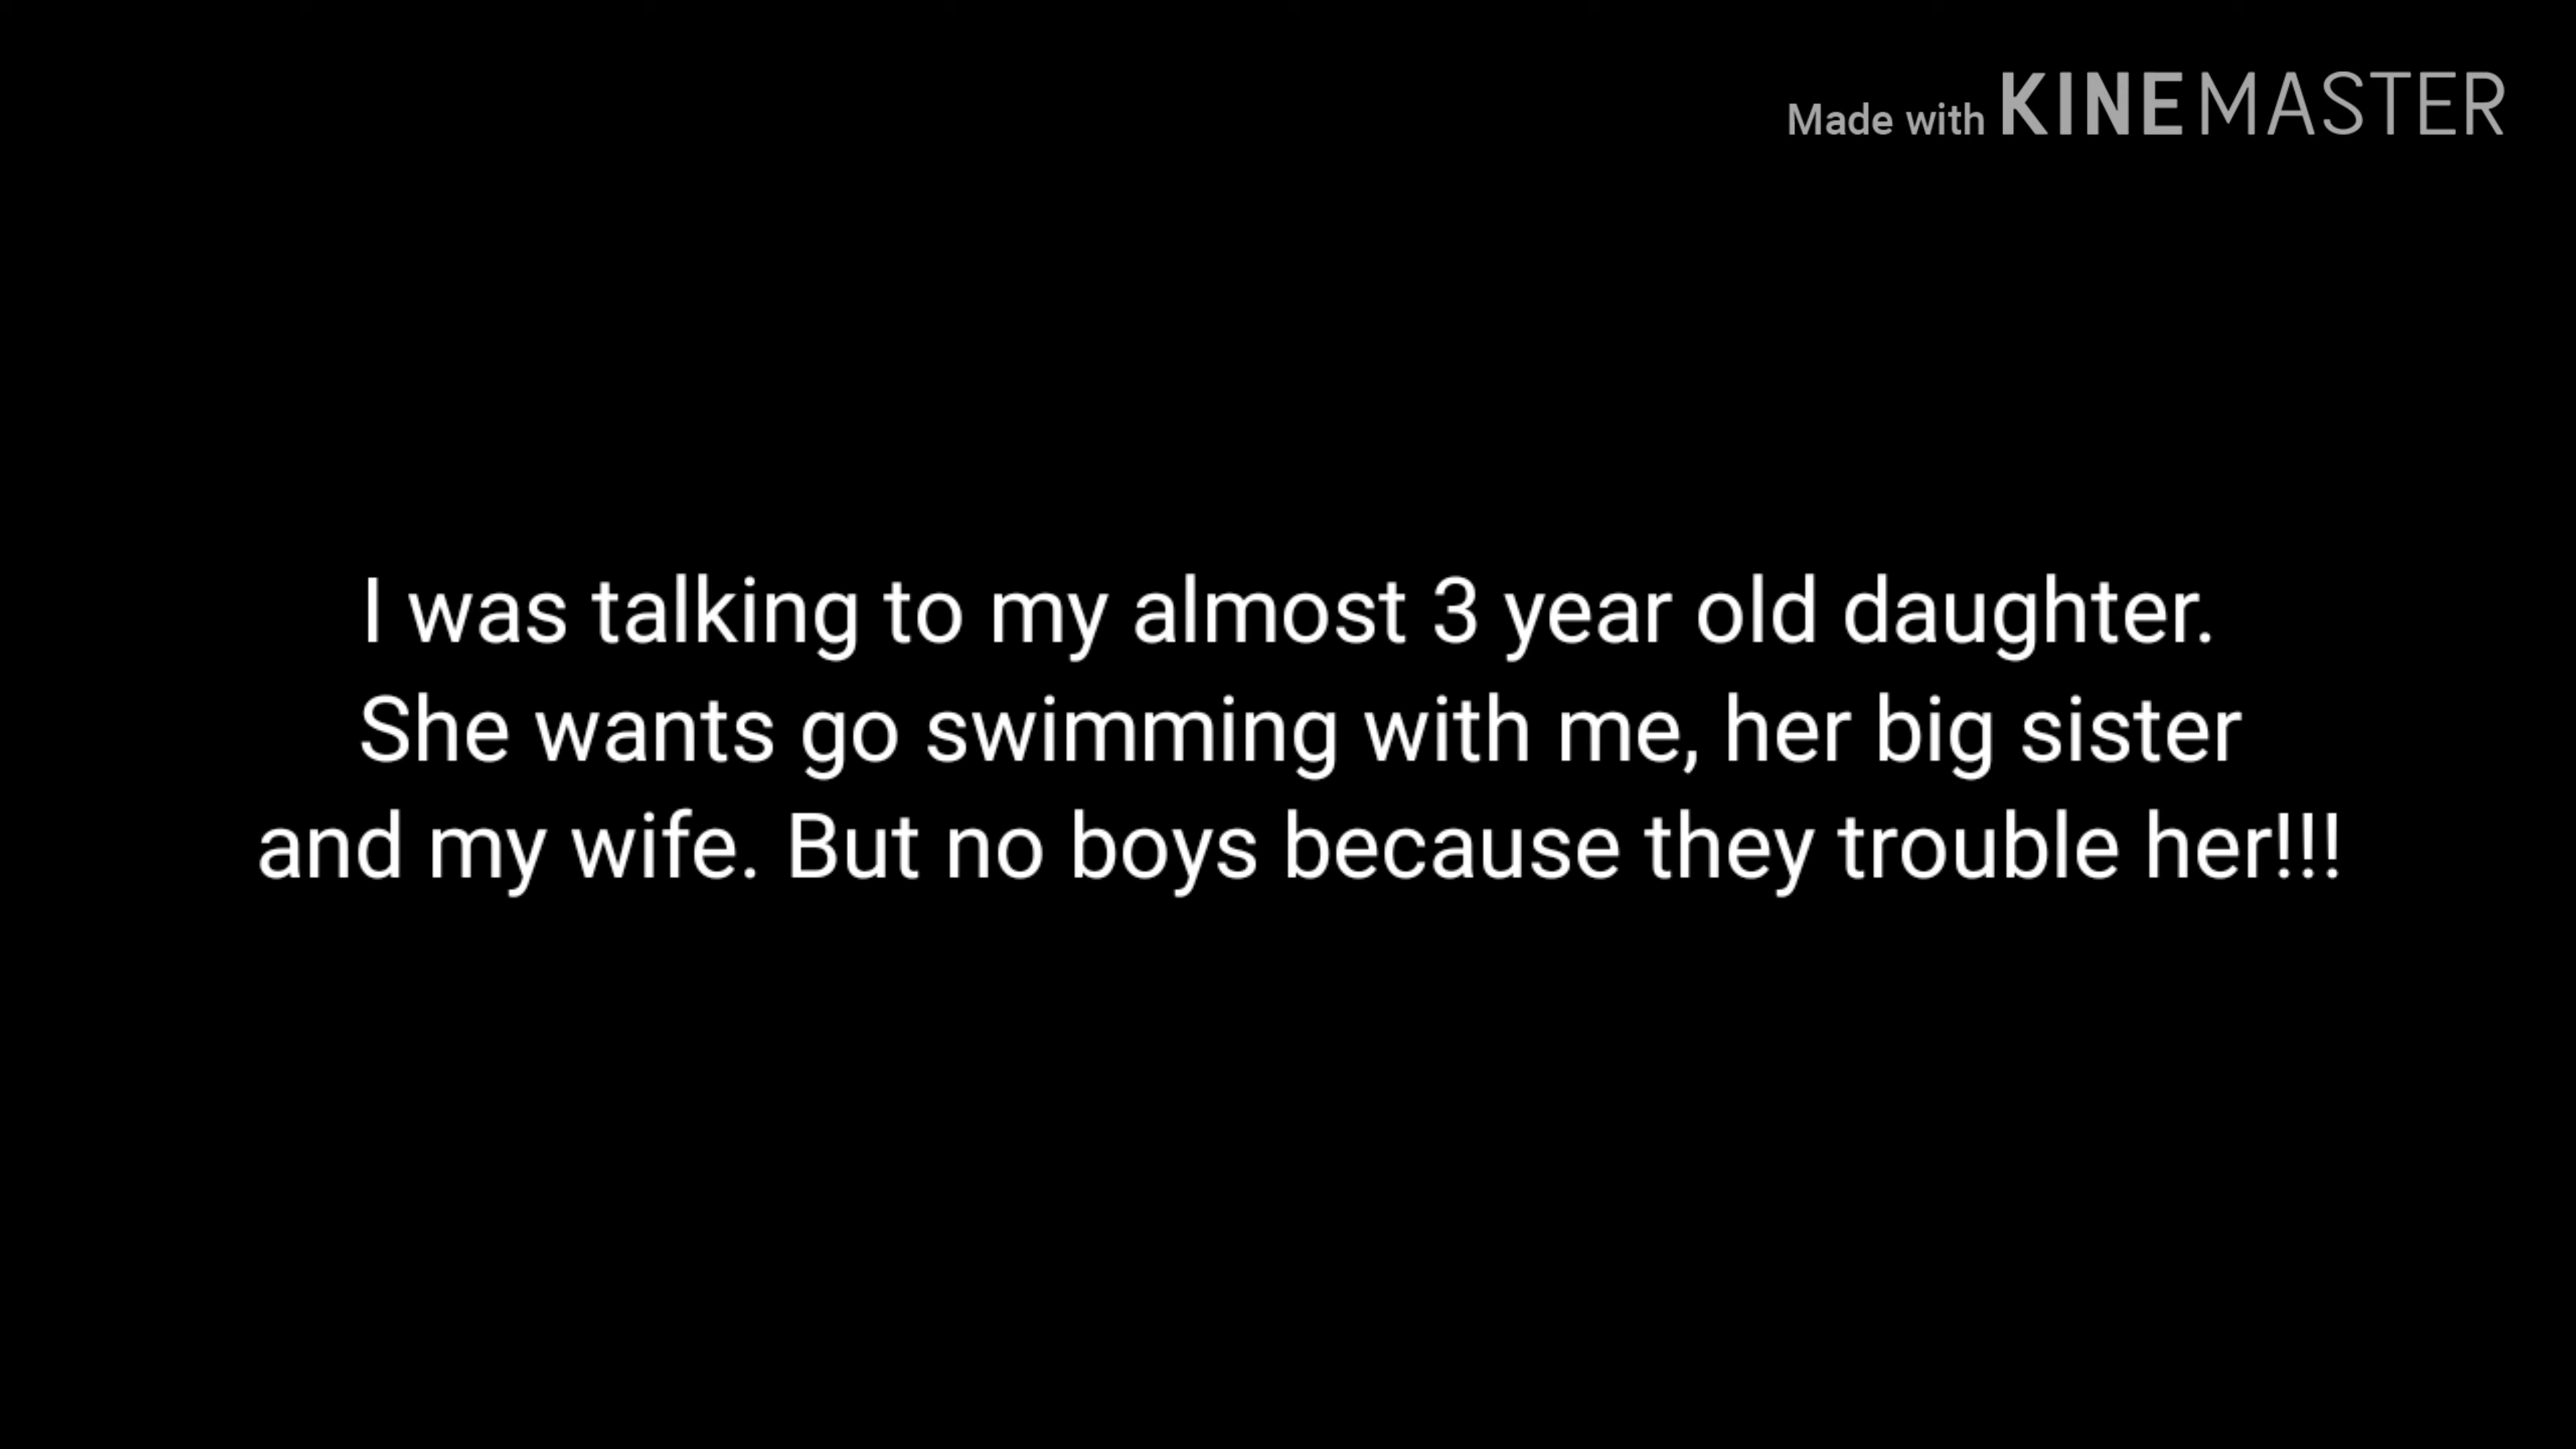 Made with KINEMASTER
I was talking to my almost 3 year old daughter.
She wants go swimming with me, her big sister
and my wife. But no boys because they trouble her!!!